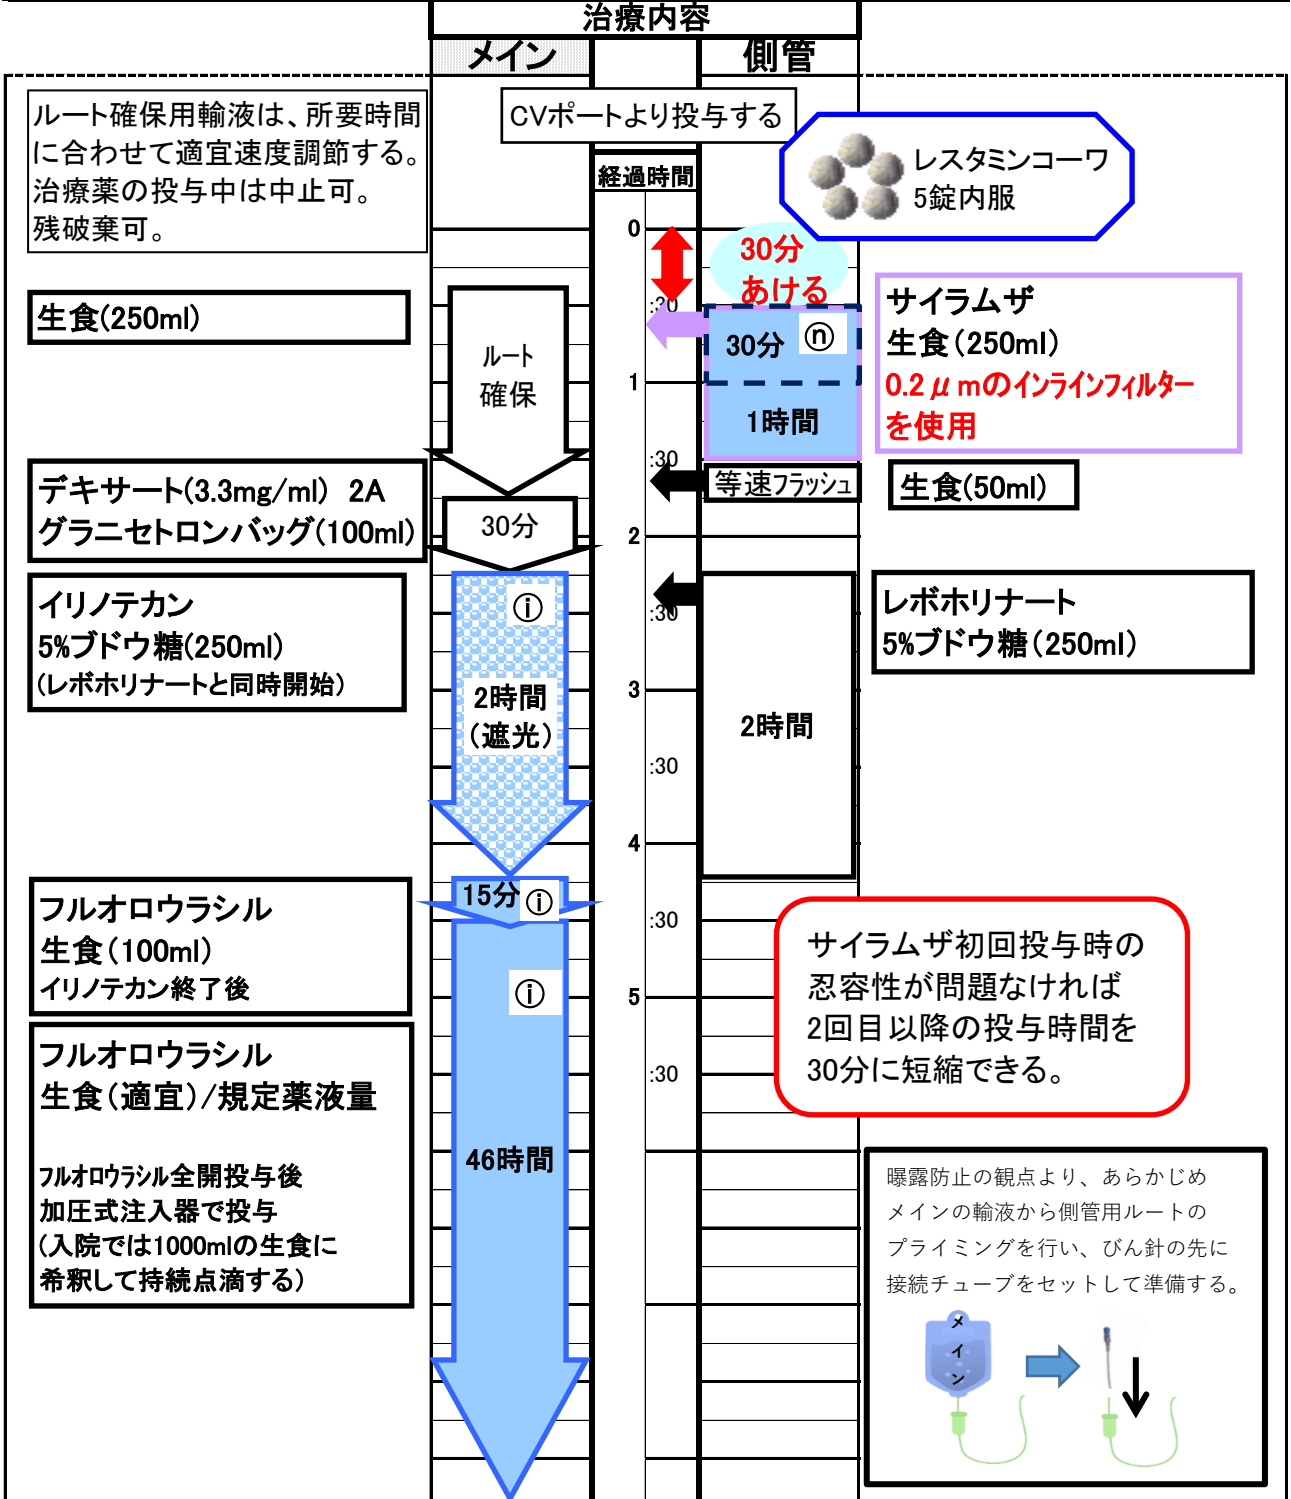 治療内容
メイン
側管
ルート確保用輸液は、所要時間
に合わせて適宜速度調節する。
治療薬の投与中は中止可。
残破棄可。
CVポートより投与する
経過時間
レスタミンコーワ
5錠内服
0
30分
あける
:30
生食(250ml)
ルート
確保
30分
ⓝ
1
1時間
サイラムザ
生食(250ml)
0.2μmのインラインフィルター
を使用
:30
等速フラッシュ
生食(50ml)
デキサート(3.3mg/ml) 2A
グラニセトロンバッグ(100ml)
30分
2
イリノテカン
5%ブドウ糖(250ml)
(レボホリナートと同時開始)
ⓘ
2時間
(遮光)
:30
レボホリナート
5%ブドウ糖(250ml)
3
2時間
:30
4
フルオロウラシル
生食(100ml)
イリノテカン終了後
15分
ⓘ
:30
ⓘ
5
サイラムザ初回投与時の
忍容性が問題なければ
2回目以降の投与時間を
30分に短縮できる。
:30
フルオロウラシル
生食(適宜)/規定薬液量
フルオロウラシル全開投与後
加圧式注入器で投与
(入院では1000mlの生食に
希釈して持続点滴する)
46時間
曝露防止の観点より、あらかじめ
メインの輸液から側管用ルートの
プライミングを行い、びん針の先に
接続チューブをセットして準備する。
メイン